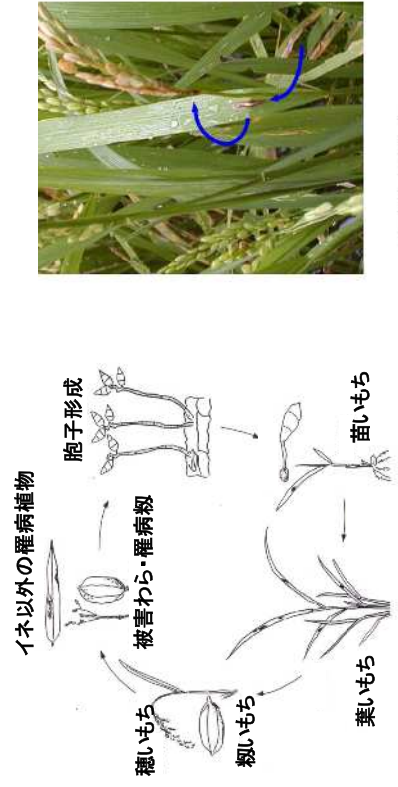 イネ以外の罹病植物
胞子形成
被害わら・罹病籾
苗いもち
葉いもち
穂いもち
籾いもち